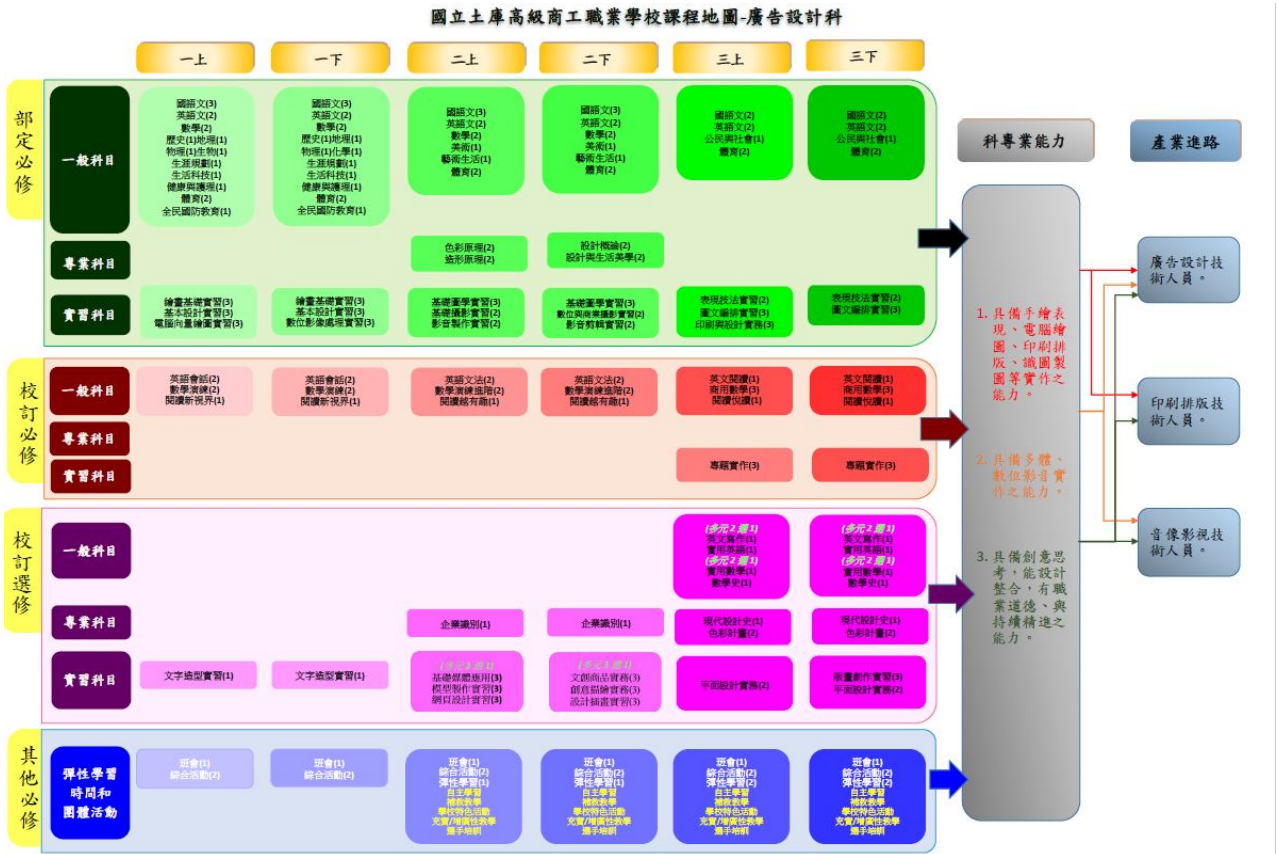 國立土庫高級商工職業學校課程地圖-廣告設計科
一上
一下
二上
二下
三上
三下
科專業能力
產業進路
部定必修
一般科目
國語文(3)
英語文(2)
數學(2)
歷史(1)地理(1)
物理(1)生物(1)
生涯規劃(1)
生活科技(1)
健康與護理(1)
體育(2)
全民國防教育(1)
國語文(3)
英語文(2)
數學(2)
歷史(1)地理(1)
物理(1)化學(1)
生涯規劃(1)
生活科技(1)
健康與護理(1)
體育(2)
全民國防教育(1)
國語文(3)
英語文(2)
數學(2)
美術(1)
藝術生活(1)
體育(2)
國語文(3)
英語文(2)
數學(2)
美術(1)
藝術生活(1)
體育(2)
國語文(2)
英語文(2)
公民與社會(1)
體育(2)
國語文(2)
英語文(2)
公民與社會(1)
體育(2)
專業科目
色彩原理(2)
造形原理(2)
設計概論(2)
設計與生活美學(2)
實習科目
繪畫基礎實習(3)
基本設計實習(3)
電腦向量繪圖實習(3)
繪畫基礎實習(3)
基本設計實習(3)
數位影像處理實習(3)
基礎圖學實習(3)
基礎攝影實習(2)
影音製作實習(2)
基礎圖學實習(3)
數位與商業攝影實習(2)
影音剪輯實習(2)
表現技法實習(2)
圖文編排實習(3)
印刷與設計實務(3)
表現技法實習(2)
圖文編排實習(3)
校訂必修
一般科目
英語會話(2)
數學演練(2)
閱讀新視界(1)
英語會話(2)
數學演練(2)
閱讀新視界(1)
英語文法(2)
數學演練進階(2)
閱讀越有趣(1)
英語文法(2)
數學演練進階(2)
閱讀越有趣(1)
英文閱讀(1)
商用數學(3)
閱讀悅讀(1)
英文閱讀(1)
商用數學(3)
閱讀悅讀(1)
專業科目
實習科目
專題實作(3)
專題實作(3)
校訂選修
一般科目
(多元2選1)
英文寫作(1)
實用英語(1)
(多元2選1)
實用數學(1)
數學史(1)
(多元2選1)
英文寫作(1)
實用英語(1)
(多元2選1)
實用數學(1)
數學史(1)
專業科目
企業識別(1)
企業識別(1)
現代設計史(1)
色彩計畫(2)
現代設計史(1)
色彩計畫(2)
實習科目
文字造型實習(1)
文字造型實習(1)
(多元3選1)
基礎媒體應用(3)
模型製作實習(3)
網頁設計實習(3)
(多元3選1)
文創商品實務(3)
創意描繪實務(3)
設計插畫實習(3)
平面設計實務(2)
版畫創作實習(3)
平面設計實務(2)
其他必修
彈性學習
時間和
團體活動
班會(1)
綜合活動(2)
班會(1)
綜合活動(2)
班會(1)
綜合活動(2)
彈性學習(1)
自主學習
補救教學
學校特色活動
充實/增廣性教學
選手培訓
班會(1)
綜合活動(2)
彈性學習(1)
自主學習
補救教學
學校特色活動
充實/增廣性教學
選手培訓
班會(1)
綜合活動(2)
彈性學習(2)
自主學習
補救教學
學校特色活動
充實/增廣性教學
選手培訓
班會(1)
綜合活動(2)
彈性學習(2)
自主學習
補救教學
學校特色活動
充實/增廣性教學
選手培訓
1. 具備手繪表
現、電腦繪
圖、印刷排
版、識圖製
圖等實作之
能力。
2. 具備多體、
數位影音實
作之能力。
3. 具備創意思
考，能設計
整合，有職
業道德、與
持續精進之
能力。
廣告設計技
術人員。
印刷排版技
術人員。
音像影視技
術人員。